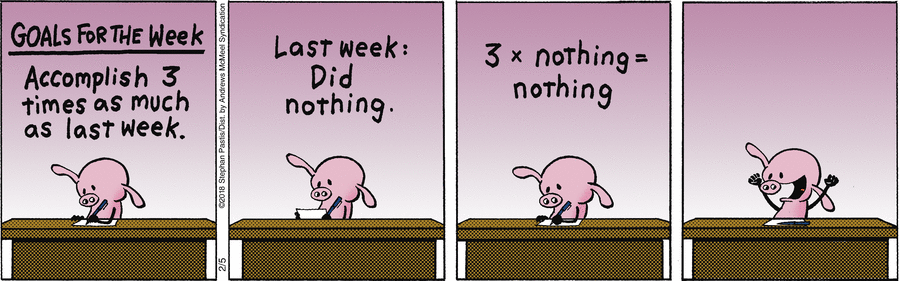 GOALS FOR THE Week
Accomplish 3
times as much
as last week.
©2018 Stephan Pastis/Dist. by Andrews McMeel Syndication
2/5
Last week:
Did
nothing.
3 × nothing =
nothing